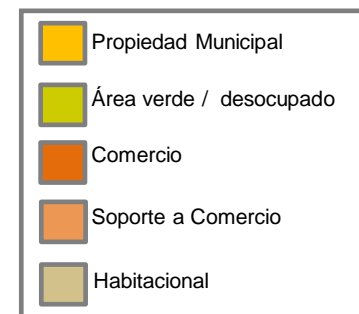 Propiedad Municipal
Área verde / desocupado
Comercio
Soporte a Comercio
Habitacional